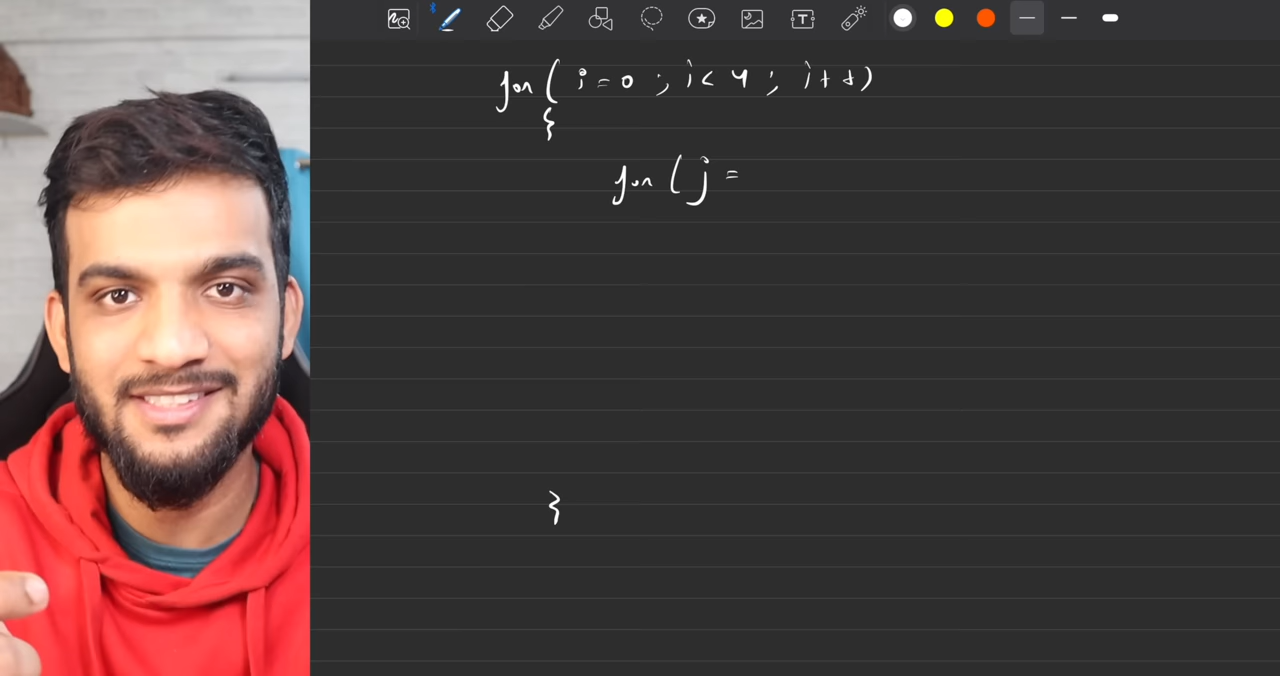 for( i=0 ; i<4 ; i++)
{
for( j=
}